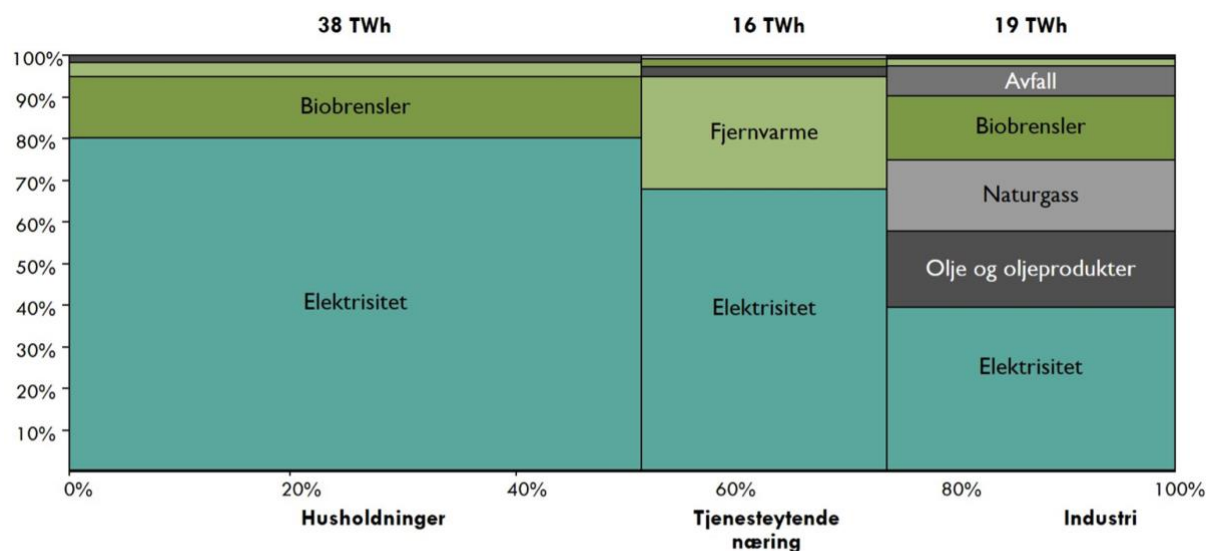 38 TWh
16 TWh
19 TWh
100%
90%
80%
70%
60%
50%
40%
30%
20%
10%
Biobrensler
Elektrisitet
Fjernvarme
Elektrisitet
Avfall
Biobrensler
Naturgass
Olje og oljeprodukter
Elektrisitet
0%
20%
40%
60%
80%
100%
Husholdninger
Tjenesteytende
næring
Industri